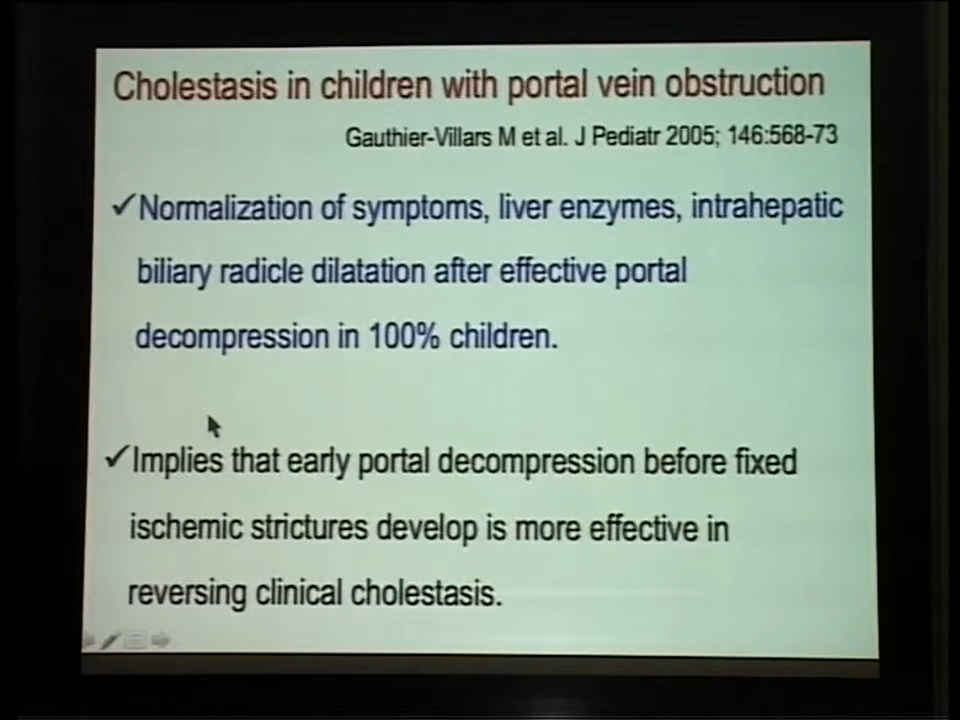 Cholestasis in children with portal vein obstruction
Gauthier-Villars M et al. J Pediatr 2005; 146:568-73
✓Normalization of symptoms, liver enzymes, intrahepatic
biliary radicle dilatation after effective portal
decompression in 100% children.
✓Implies that early portal decompression before fixed
ischemic strictures develop is more effective in
reversing clinical cholestasis.